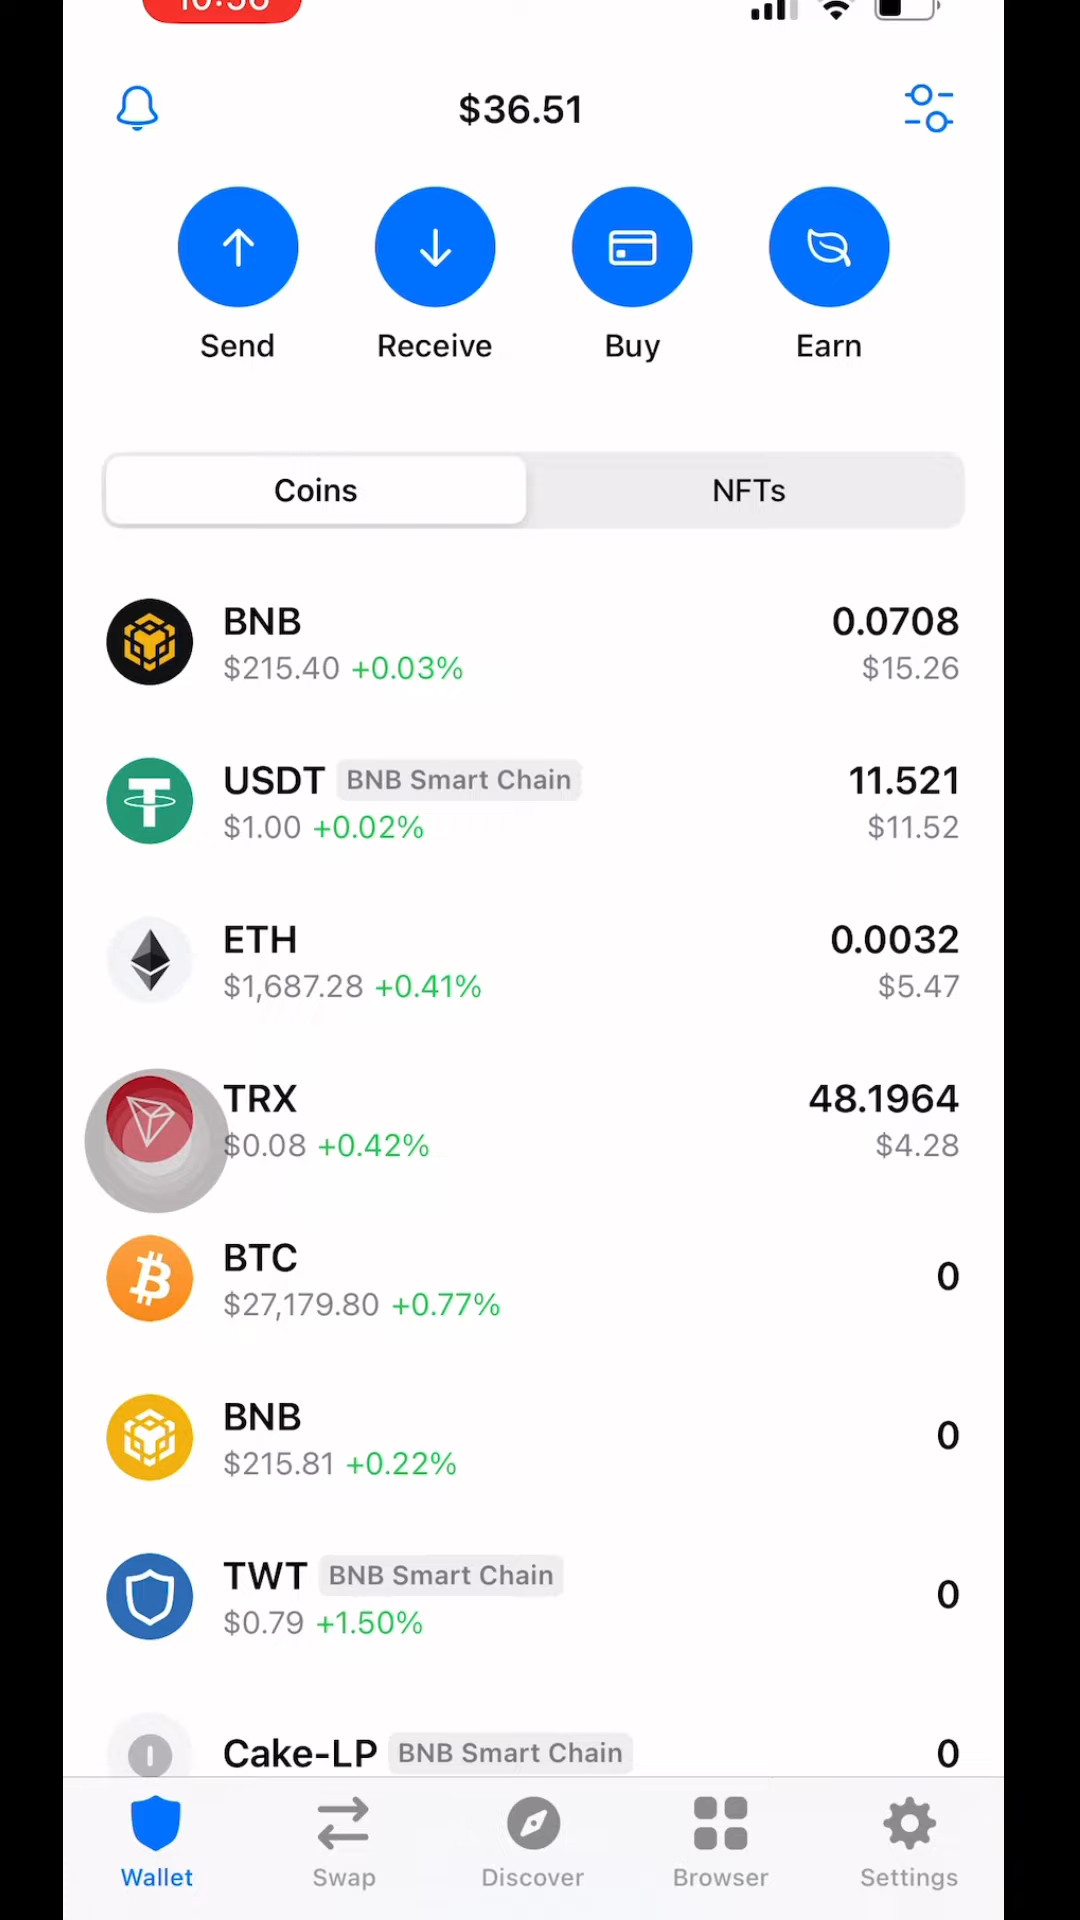 10:56
$36.51
Send Receive Buy Earn
Coins NFTs
BNB 0.0708
$215.40 +0.03% $15.26
USDT BNB Smart Chain 11.521
$1.00 +0.02% $11.52
ETH 0.0032
$1,687.28 +0.41% $5.47
TRX 48.1964
$0.08 +0.42% $4.28
BTC 0
$27,179.80 +0.77%
BNB 0
$215.81 +0.22%
TWT BNB Smart Chain 0
$0.79 +1.50%
Cake-LP BNB Smart Chain 0
Wallet Swap Discover Browser Settings